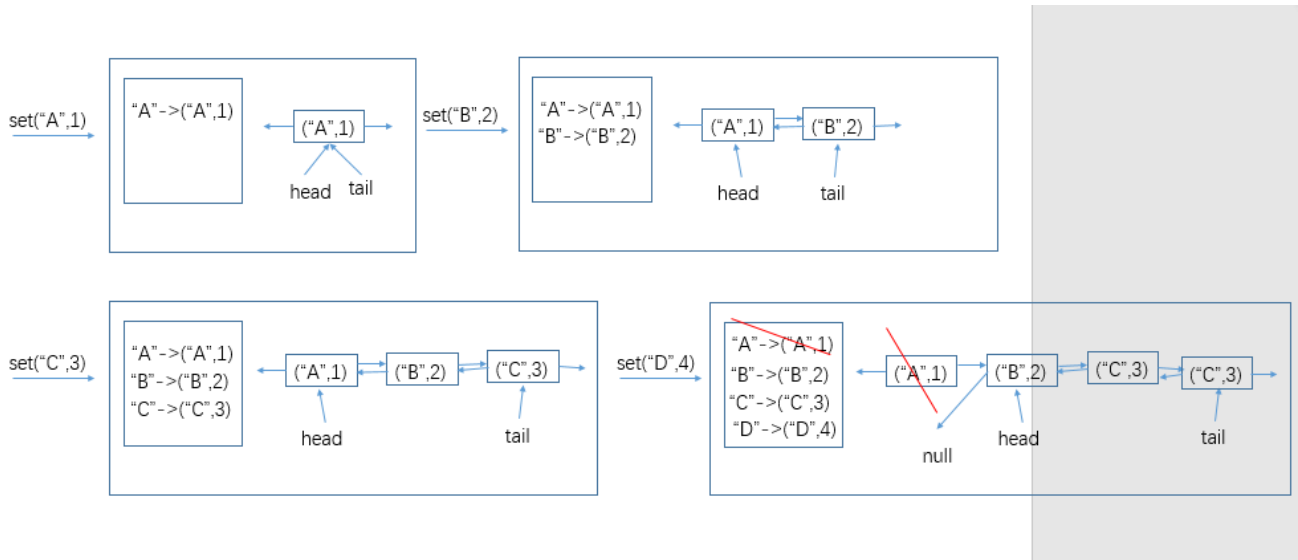 set(“A”,1)
“A”->(“A”,1)
(“A”,1)
head
tail
set(“B”,2)
“A”->(“A”,1)
“B”->(“B”,2)
(“A”,1)
(“B”,2)
head
tail
set(“C”,3)
“A”->(“A”,1)
“B”->(“B”,2)
“C”->(“C”,3)
(“A”,1)
(“B”,2)
(“C”,3)
head
tail
set(“D”,4)
“A”->(“A”,1)
“B”->(“B”,2)
“C”->(“C”,3)
“D”->(“D”,4)
(“A”,1)
(“B”,2)
(“C”,3)
(“C”,3)
null
head
tail